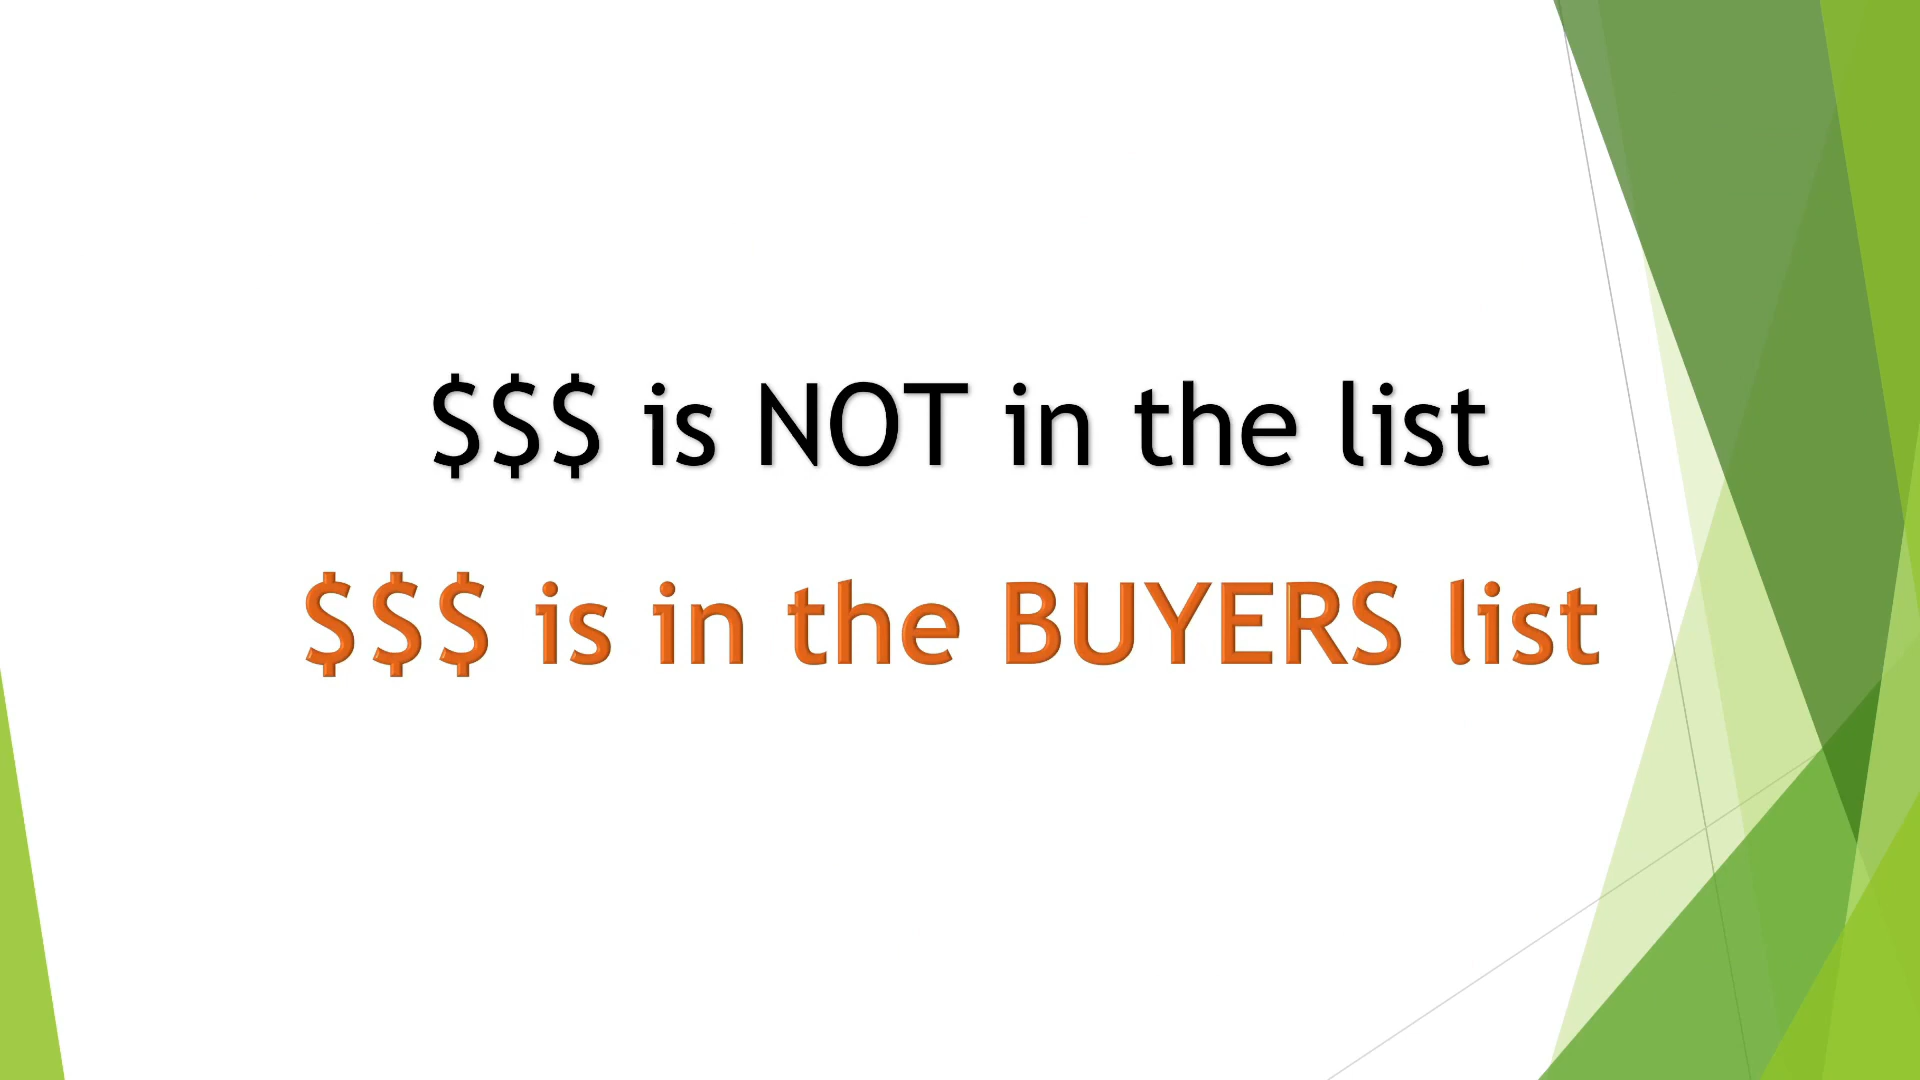 $$$ is NOT in the list
$$$ is in the BUYERS list